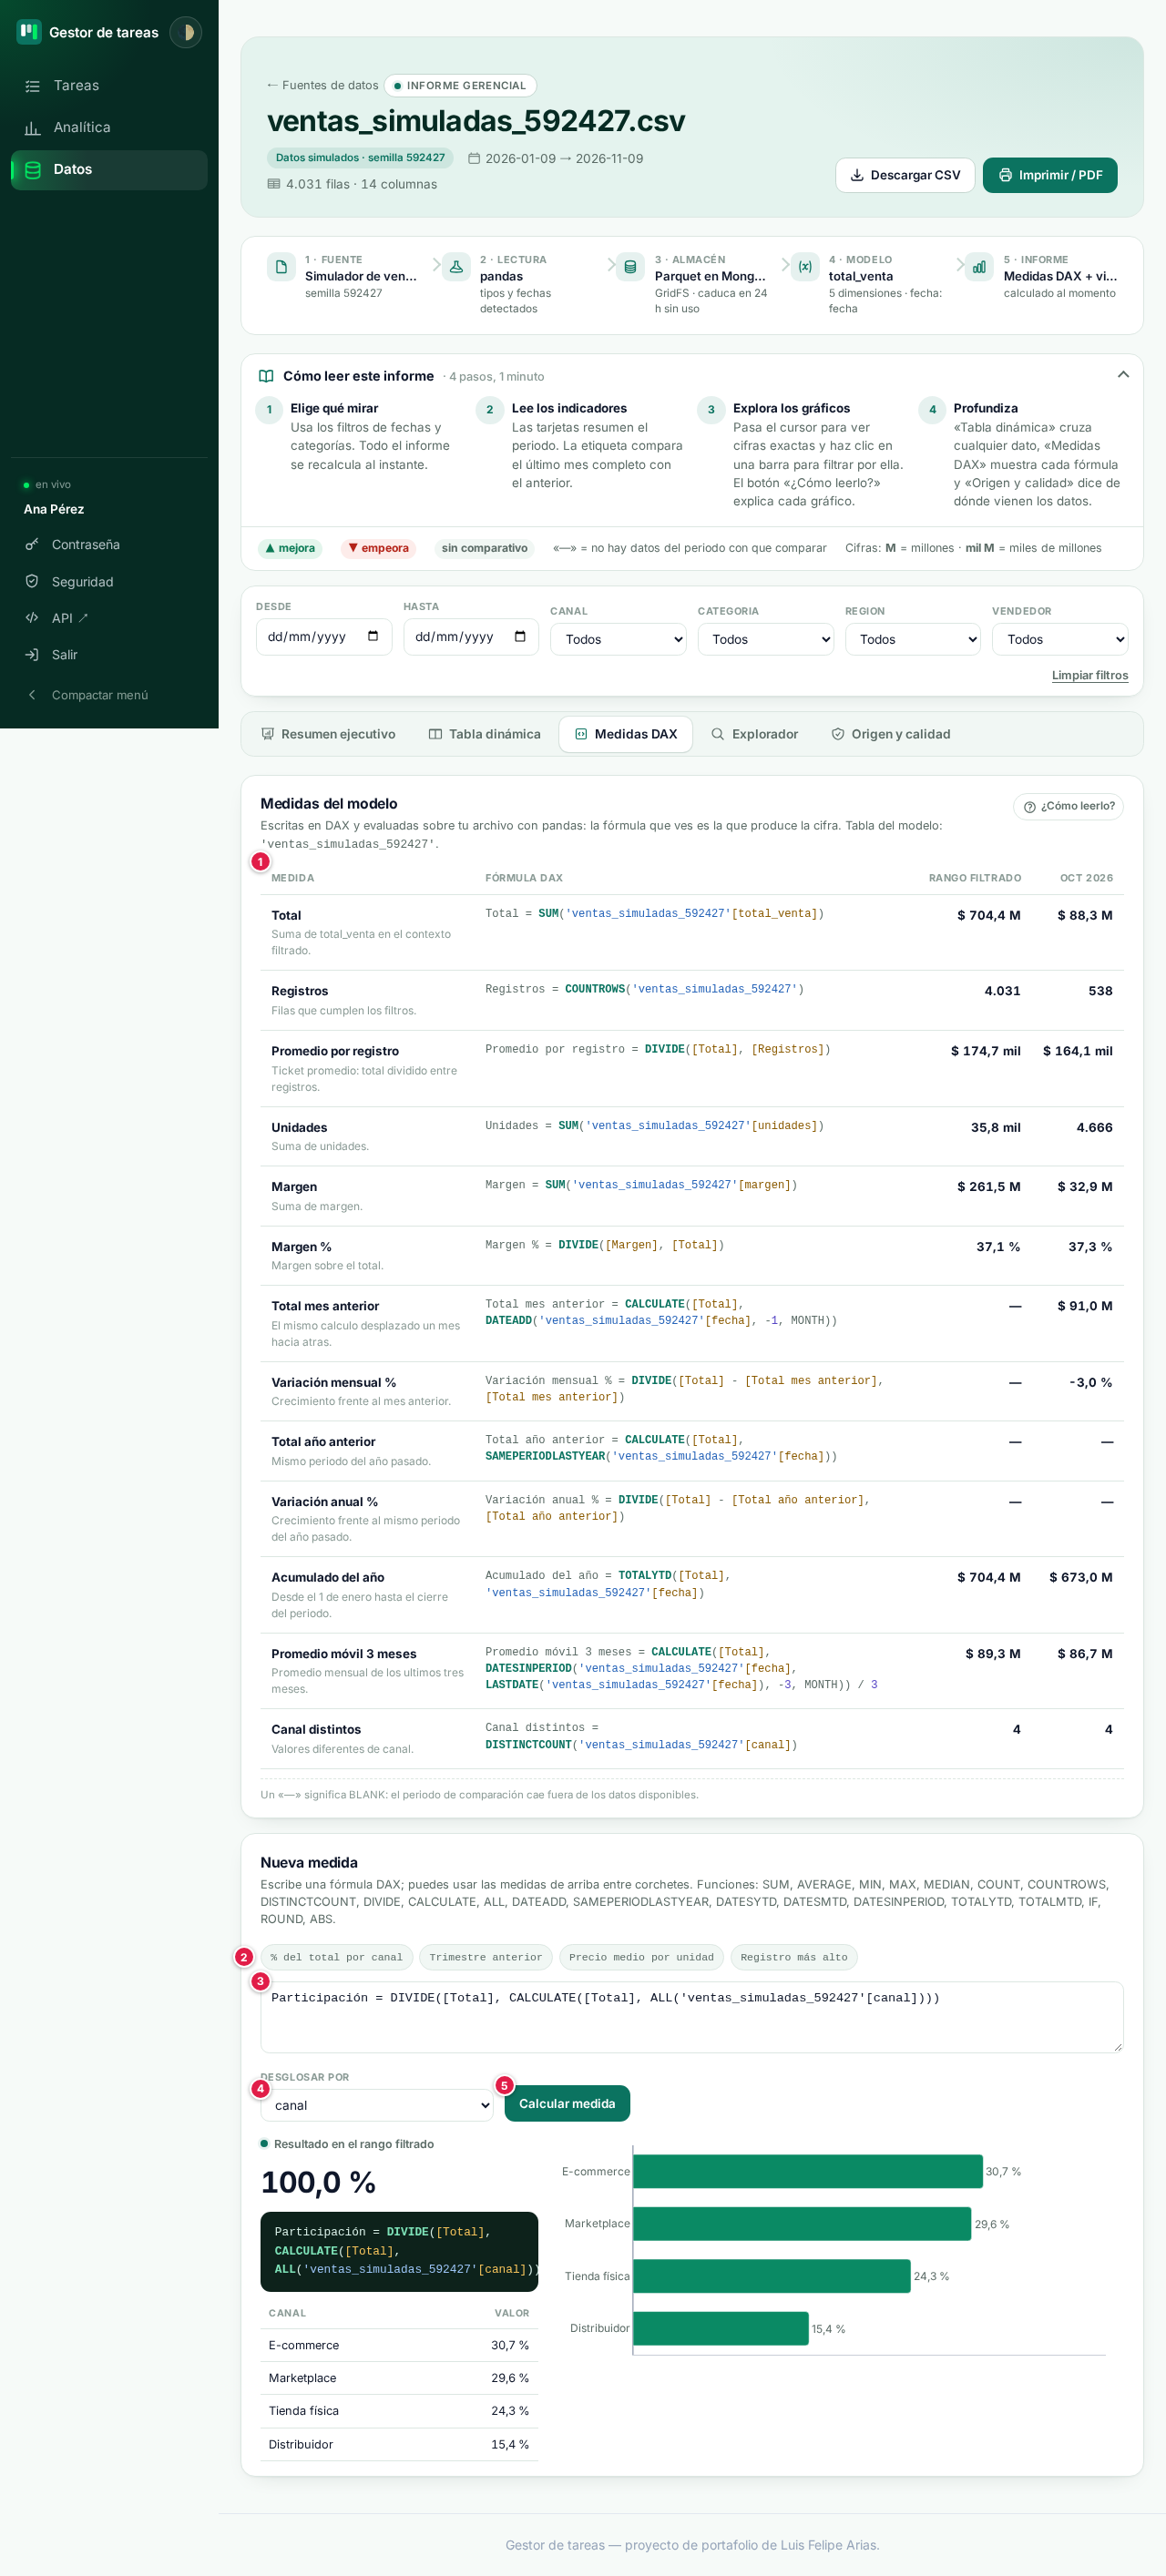 Gestor de tareas
Tareas
Analítica
Datos
en vivo
Ana Pérez
Contraseña
Seguridad
API ↗
Salir
Compactar menú
← Fuentes de datos
INFORME GERENCIAL
ventas_simuladas_592427.csv
Datos simulados · semilla 592427
2026-01-09 → 2026-11-09
4.031 filas · 14 columnas
Descargar CSV
Imprimir / PDF
1 · FUENTE
Simulador de ven...
semilla 592427
2 · LECTURA
pandas
tipos y fechas
detectados
3 · ALMACÉN
Parquet en Mong...
GridFS · caduca en 24
h sin uso
4 · MODELO
total_venta
5 dimensiones · fecha:
fecha
5 · INFORME
Medidas DAX + vi...
calculado al momento
Cómo leer este informe · 4 pasos, 1 minuto
1
Elige qué mirar
Usa los filtros de fechas y
categorías. Todo el informe
se recalcula al instante.
2
Lee los indicadores
Las tarjetas resumen el
periodo. La etiqueta compara
el último mes completo con
el anterior.
3
Explora los gráficos
Pasa el cursor para ver
cifras exactas y haz clic en
una barra para filtrar por ella.
El botón «¿Cómo leerlo?»
explica cada gráfico.
4
Profundiza
«Tabla dinámica» cruza
cualquier dato, «Medidas
DAX» muestra cada fórmula
y «Origen y calidad» dice de
dónde vienen los datos.
▲ mejora
▼ empeora
sin comparativo
«—» = no hay datos del periodo con que comparar
Cifras: M = millones · mil M = miles de millones
DESDE
HASTA
CANAL
CATEGORIA
REGION
VENDEDOR
dd/mm/yyyy
dd/mm/yyyy
Todos
Todos
Todos
Todos
Limpiar filtros
Resumen ejecutivo
Tabla dinámica
Medidas DAX
Explorador
Origen y calidad
Medidas del modelo
¿Cómo leerlo?
Escritas en DAX y evaluadas sobre tu archivo con pandas: la fórmula que ves es la que produce la cifra. Tabla del modelo:
'ventas_simuladas_592427'.
1
MEDIDA FÓRMULA DAX RANGO FILTRADO OCT 2026
Total Total = SUM('ventas_simuladas_592427'[total_venta]) $ 704,4 M $ 88,3 M
Suma de total_venta en el contexto
filtrado.
Registros Registros = COUNTROWS('ventas_simuladas_592427') 4.031 538
Filas que cumplen los filtros.
Promedio por registro Promedio por registro = DIVIDE([Total], [Registros]) $ 174,7 mil $ 164,1 mil
Ticket promedio: total dividido entre
registros.
Unidades Unidades = SUM('ventas_simuladas_592427'[unidades]) 35,8 mil 4.666
Suma de unidades.
Margen Margen = SUM('ventas_simuladas_592427'[margen]) $ 261,5 M $ 32,9 M
Suma de margen.
Margen % Margen % = DIVIDE([Margen], [Total]) 37,1 % 37,3 %
Margen sobre el total.
Total mes anterior Total mes anterior = CALCULATE([Total], — $ 91,0 M
El mismo calculo desplazado un mes DATEADD('ventas_simuladas_592427'[fecha], -1, MONTH))
hacia atras.
Variación mensual % Variación mensual % = DIVIDE([Total] - [Total mes anterior], — -3,0 %
Crecimiento frente al mes anterior. [Total mes anterior])
Total año anterior Total año anterior = CALCULATE([Total], — —
Mismo periodo del año pasado. SAMEPERIODLASTYEAR('ventas_simuladas_592427'[fecha]))
Variación anual % Variación anual % = DIVIDE([Total] - [Total año anterior], — —
Crecimiento frente al mismo periodo [Total año anterior])
del año pasado.
Acumulado del año Acumulado del año = TOTALYTD([Total], $ 704,4 M $ 673,0 M
Desde el 1 de enero hasta el cierre 'ventas_simuladas_592427'[fecha])
del periodo.
Promedio móvil 3 meses Promedio móvil 3 meses = CALCULATE([Total], $ 89,3 M $ 86,7 M
Promedio mensual de los ultimos tres DATESINPERIOD('ventas_simuladas_592427'[fecha],
meses. LASTDATE('ventas_simuladas_592427'[fecha]), -3, MONTH)) / 3
Canal distintos Canal distintos = 4 4
Valores diferentes de canal. DISTINCTCOUNT('ventas_simuladas_592427'[canal])
Un «—» significa BLANK: el periodo de comparación cae fuera de los datos disponibles.
Nueva medida
Escribe una fórmula DAX; puedes usar las medidas de arriba entre corchetes. Funciones: SUM, AVERAGE, MIN, MAX, MEDIAN, COUNT, COUNTROWS,
DISTINCTCOUNT, DIVIDE, CALCULATE, ALL, DATEADD, SAMEPERIODLASTYEAR, DATESYTD, DATESMTD, DATESINPERIOD, TOTALYTD, TOTALMTD, IF,
ROUND, ABS.
2
% del total por canal
Trimestre anterior
Precio medio por unidad
Registro más alto
3
Participación = DIVIDE([Total], CALCULATE([Total], ALL('ventas_simuladas_592427'[canal])))
DESGLOSAR POR
4
canal
5
Calcular medida
Resultado en el rango filtrado
100,0 %
Participación = DIVIDE([Total],
CALCULATE([Total],
ALL('ventas_simuladas_592427'[canal]))
CANAL VALOR
E-commerce 30,7 %
Marketplace 29,6 %
Tienda física 24,3 %
Distribuidor 15,4 %
E-commerce 30,7 %
Marketplace 29,6 %
Tienda física 24,3 %
Distribuidor 15,4 %
Gestor de tareas — proyecto de portafolio de Luis Felipe Arias.